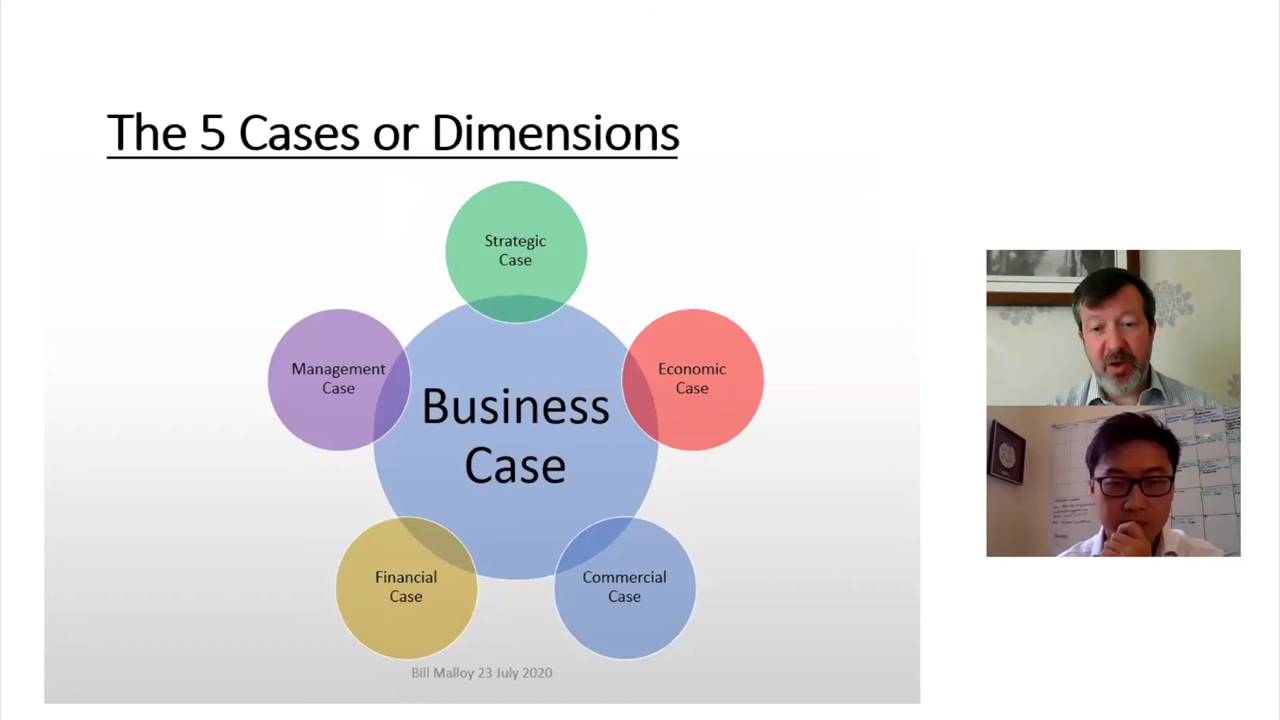 The 5 Cases or Dimensions
Strategic
Case
Management
Case
Economic
Case
Business
Case
Financial
Case
Commercial
Case
Bill Malloy 23 July 2020